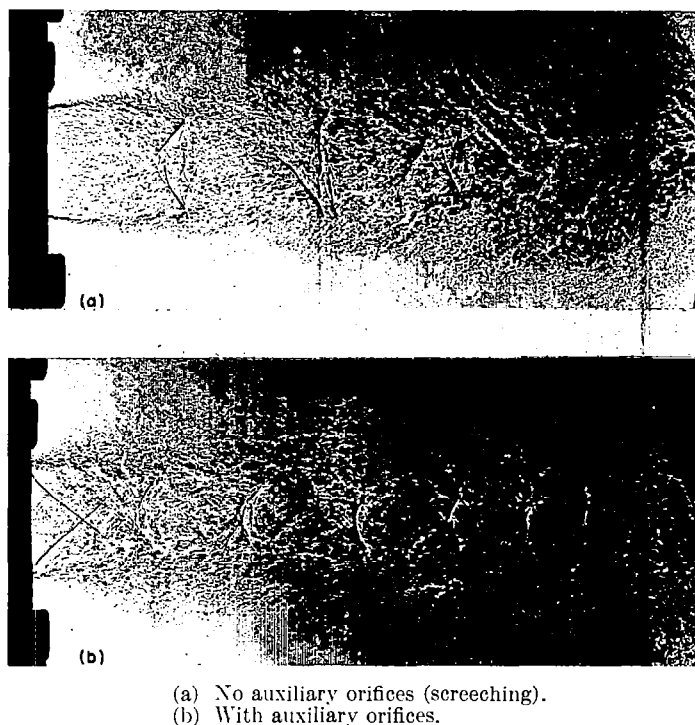 (a)
(b)
(a) No auxiliary orifices (screeching).
(b) With auxiliary orifices.